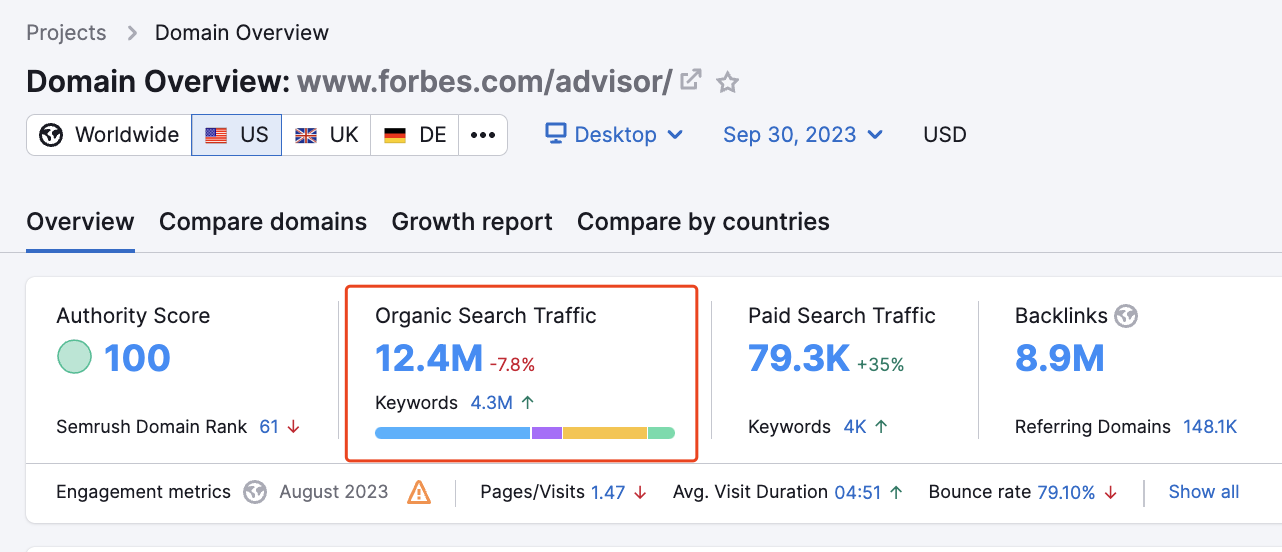 Projects > Domain Overview
Domain Overview: www.forbes.com/advisor/
Worldwide US UK DE ••• Desktop Sep 30, 2023 USD
Overview Compare domains Growth report Compare by countries
Authority Score Organic Search Traffic Paid Search Traffic Backlinks
100 12.4M -7.8% 79.3K +35% 8.9M
Keywords 4.3M ↑
Semrush Domain Rank 61 ↓ Keywords 4K ↑ Referring Domains 148.1K
Engagement metrics August 2023 Pages/Visits 1.47 ↓ Avg. Visit Duration 04:51 ↑ Bounce rate 79.10% ↓ Show all